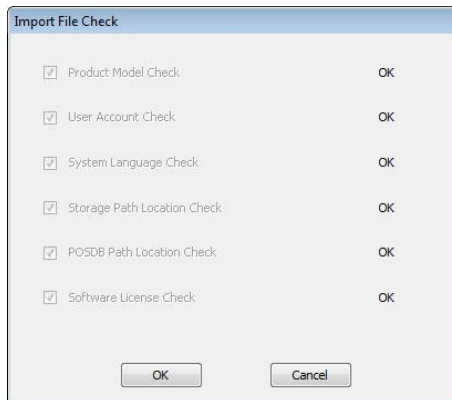 Import File Check
Product Model Check OK
User Account Check OK
System Language Check OK
Storage Path Location Check OK
POSDB Path Location Check OK
Software License Check OK
OK Cancel